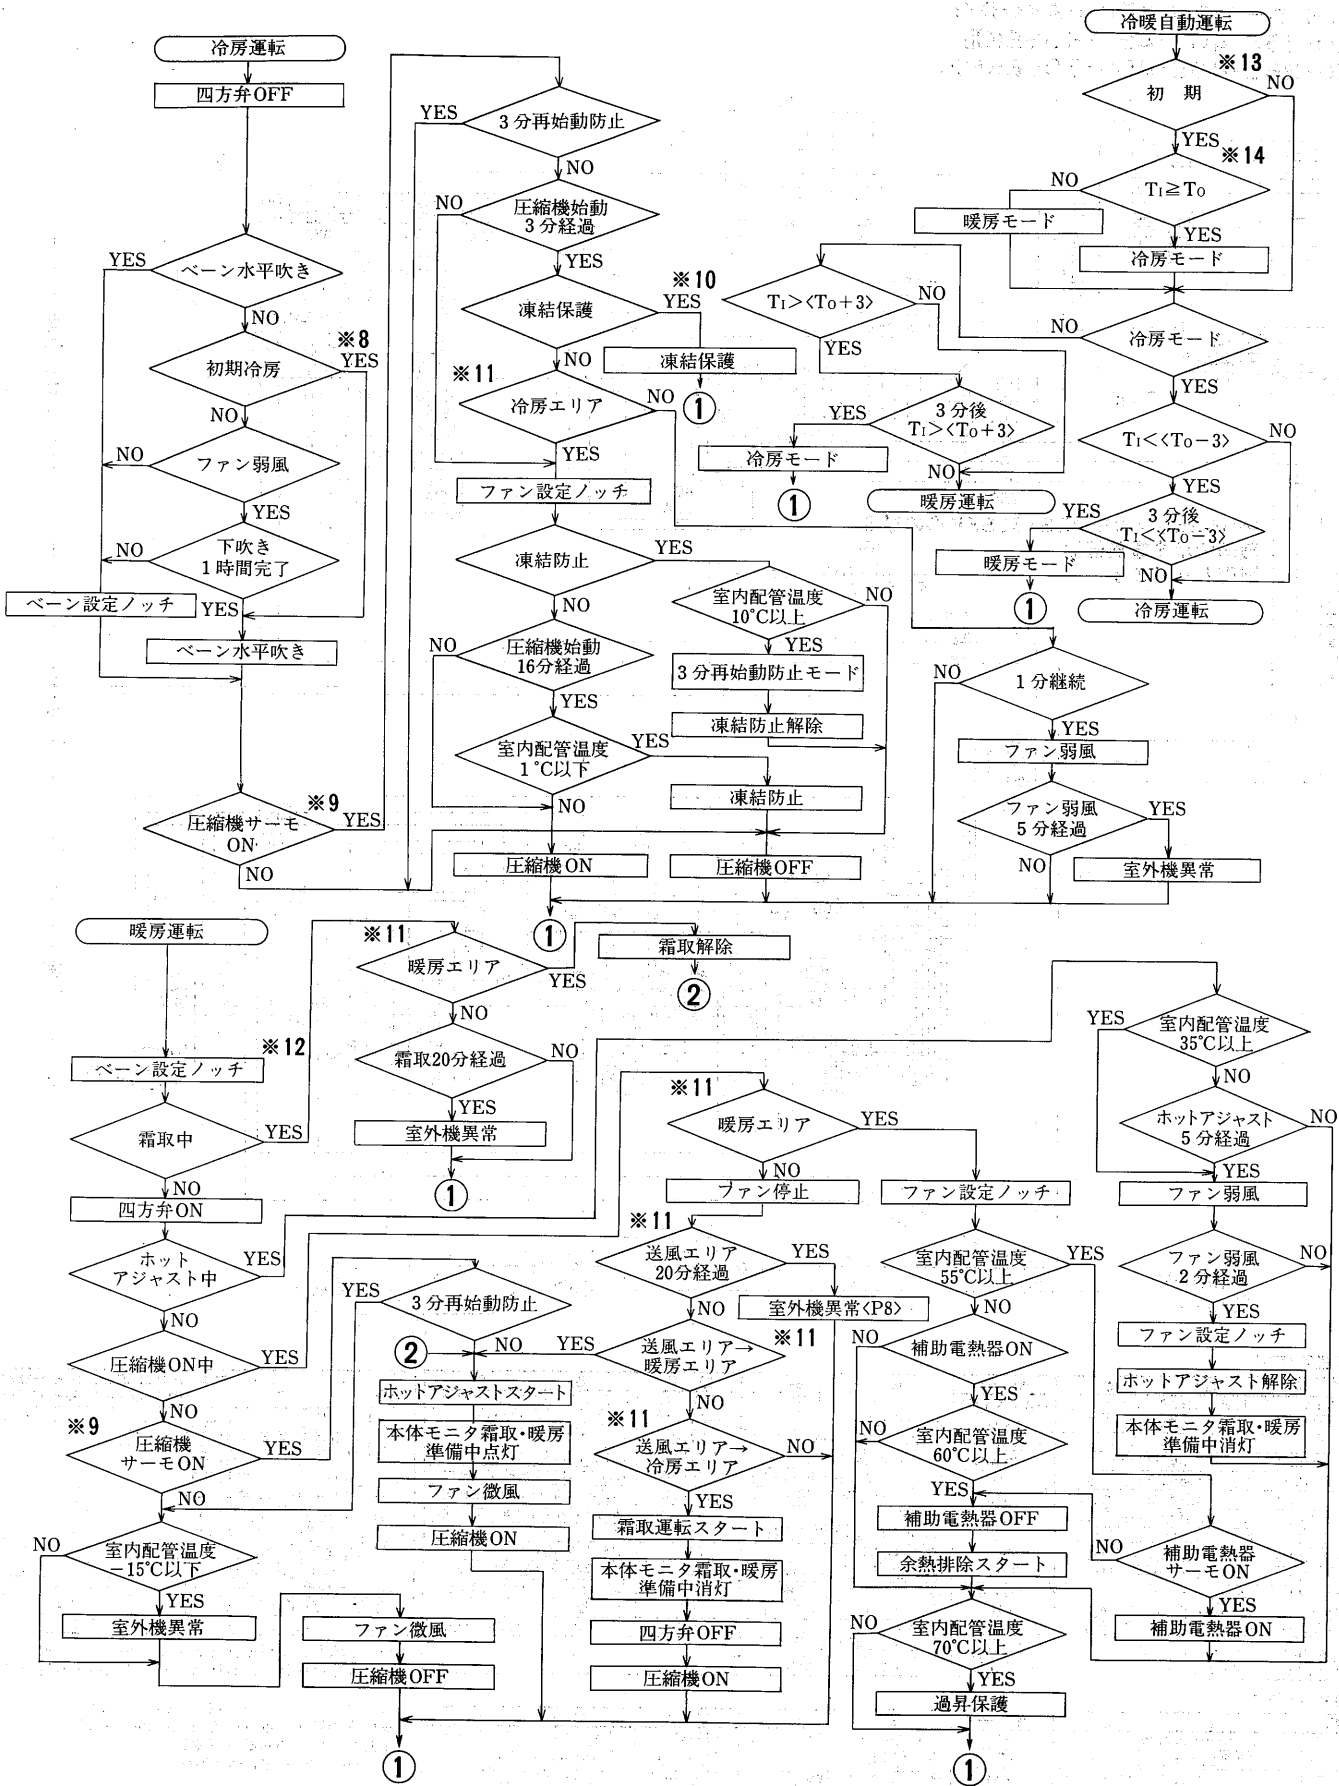 冷房運転
四方弁OFF
ベーン水平吹き
YES
NO
※8
初期冷房
YES
NO
ファン弱風
NO
YES
下吹き
1時間完了
NO
YES
ベーン設定ノッチ
ベーン水平吹き
※9
圧縮機サーモ
ON
YES
NO
3分再始動防止
YES
NO
圧縮機始動
3分経過
NO
YES
※10
凍結保護
YES
NO
凍結保護
①
※11
冷房エリア
NO
YES
ファン設定ノッチ
凍結防止
YES
NO
室内配管温度
10℃以上
NO
YES
3分再始動防止モード
凍結防止解除
圧縮機始動
16分経過
NO
YES
室内配管温度
1℃以下
YES
NO
凍結防止
圧縮機ON
圧縮機OFF
①
冷暖自動運転
※13
初 期
NO
YES
※14
TI≧TO
NO
YES
暖房モード
冷房モード
冷房モード
NO
YES
TI>〈TO+3〉
NO
YES
3分後
TI>〈TO+3〉
YES
NO
冷房モード
①
暖房運転
TI<〈TO−3〉
NO
YES
3分後
TI<〈TO−3〉
YES
NO
暖房モード
①
冷房運転
1分継続
NO
YES
ファン弱風
ファン弱風
5分経過
YES
NO
室外機異常
暖房運転
※12
ベーン設定ノッチ
霜取中
YES
NO
四方弁ON
ホット
アジャスト中
YES
NO
圧縮機ON中
YES
NO
※9
圧縮機
サーモON
YES
NO
室内配管温度
−15℃以下
NO
YES
室外機異常
ファン微風
圧縮機OFF
①
※11
暖房エリア
YES
NO
霜取解除
②
霜取20分経過
NO
YES
室外機異常
①
3分再始動防止
YES
NO
②
ホットアジャストスタート
本体モニタ霜取・暖房
準備中点灯
ファン微風
圧縮機ON
※11
暖房エリア
YES
NO
ファン停止
※11
送風エリア
20分経過
YES
NO
室外機異常〈P8〉
※11
送風エリア→
暖房エリア
YES
NO
※11
送風エリア→
冷房エリア
NO
YES
霜取運転スタート
本体モニタ霜取・暖房
準備中消灯
四方弁OFF
圧縮機ON
ファン設定ノッチ
室内配管温度
55℃以上
YES
NO
補助電熱器ON
NO
YES
室内配管温度
60℃以上
NO
YES
補助電熱器OFF
余熱排除スタート
室内配管温度
70℃以上
NO
YES
過昇保護
①
室内配管温度
35℃以上
YES
NO
ホットアジャスト
5分経過
NO
YES
ファン弱風
ファン弱風
2分経過
NO
YES
ファン設定ノッチ
ホットアジャスト解除
本体モニタ霜取・暖房
準備中消灯
補助電熱器
サーモON
NO
YES
補助電熱器ON